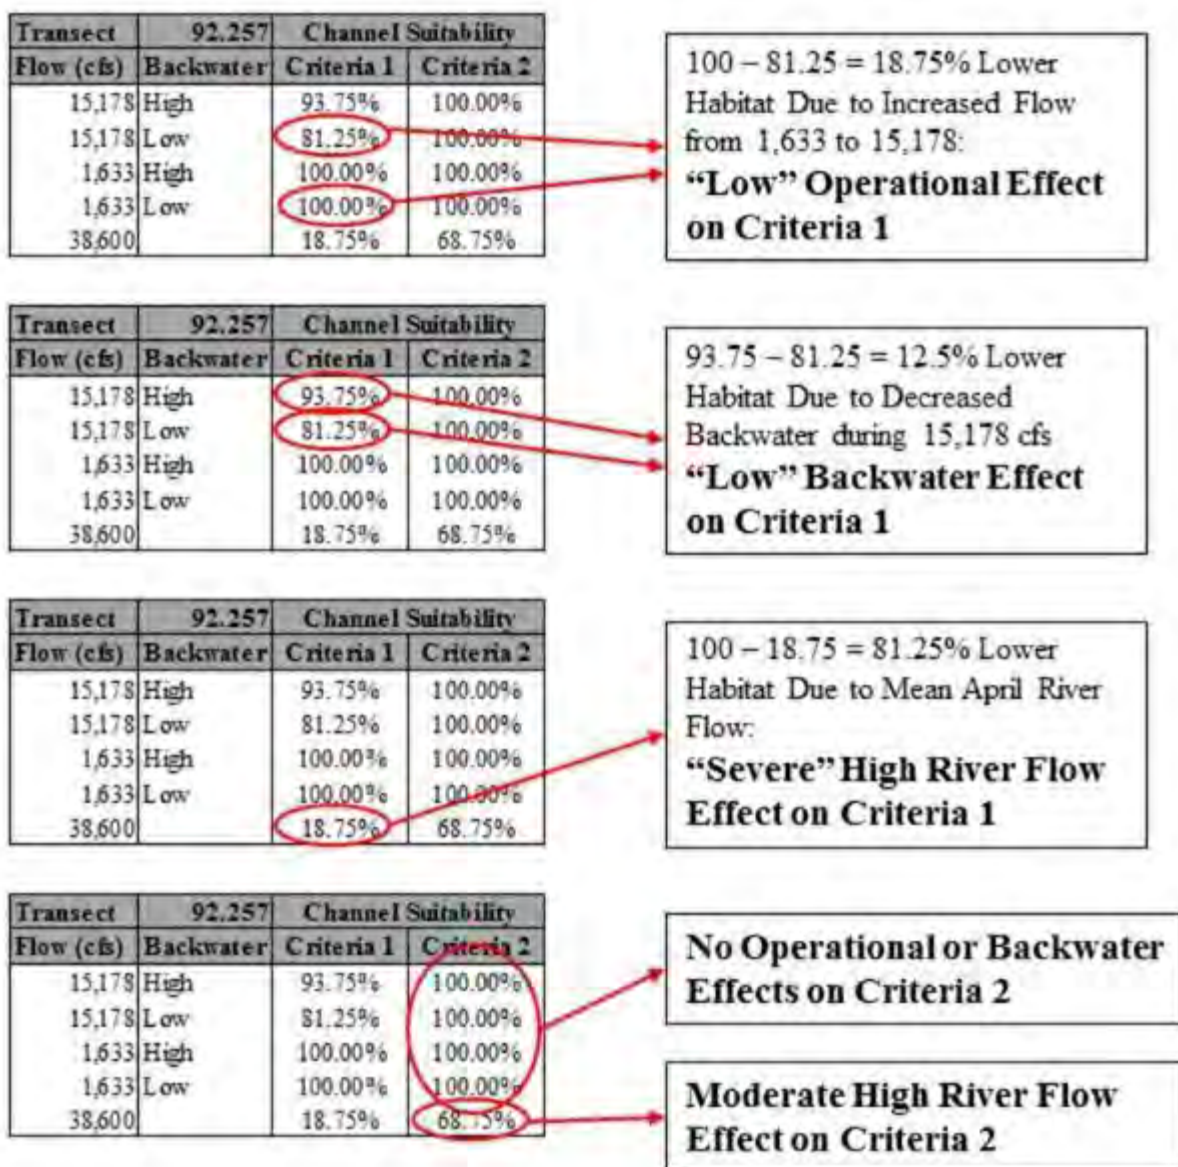 Transect 92.257 Channel Suitability
Flow (cfs) Backwater Criteria 1 Criteria 2
15,178 High 93.75% 100.00%
15,178 Low 81.25% 100.00%
1,633 High 100.00% 100.00%
1,633 Low 100.00% 100.00%
38,600 18.75% 68.75%
100 – 81.25 = 18.75% Lower
Habitat Due to Increased Flow
from 1,633 to 15,178:
“Low” Operational Effect
on Criteria 1
Transect 92.257 Channel Suitability
Flow (cfs) Backwater Criteria 1 Criteria 2
15,178 High 93.75% 100.00%
15,178 Low 81.25% 100.00%
1,633 High 100.00% 100.00%
1,633 Low 100.00% 100.00%
38,600 18.75% 68.75%
93.75 – 81.25 = 12.5% Lower
Habitat Due to Decreased
Backwater during 15,178 cfs
“Low” Backwater Effect
on Criteria 1
Transect 92.257 Channel Suitability
Flow (cfs) Backwater Criteria 1 Criteria 2
15,178 High 93.75% 100.00%
15,178 Low 81.25% 100.00%
1,633 High 100.00% 100.00%
1,633 Low 100.00% 100.00%
38,600 18.75% 68.75%
100 – 18.75 = 81.25% Lower
Habitat Due to Mean April River
Flow:
“Severe” High River Flow
Effect on Criteria 1
Transect 92.257 Channel Suitability
Flow (cfs) Backwater Criteria 1 Criteria 2
15,178 High 93.75% 100.00%
15,178 Low 81.25% 100.00%
1,633 High 100.00% 100.00%
1,633 Low 100.00% 100.00%
38,600 18.75% 68.75%
No Operational or Backwater
Effects on Criteria 2
Moderate High River Flow
Effect on Criteria 2